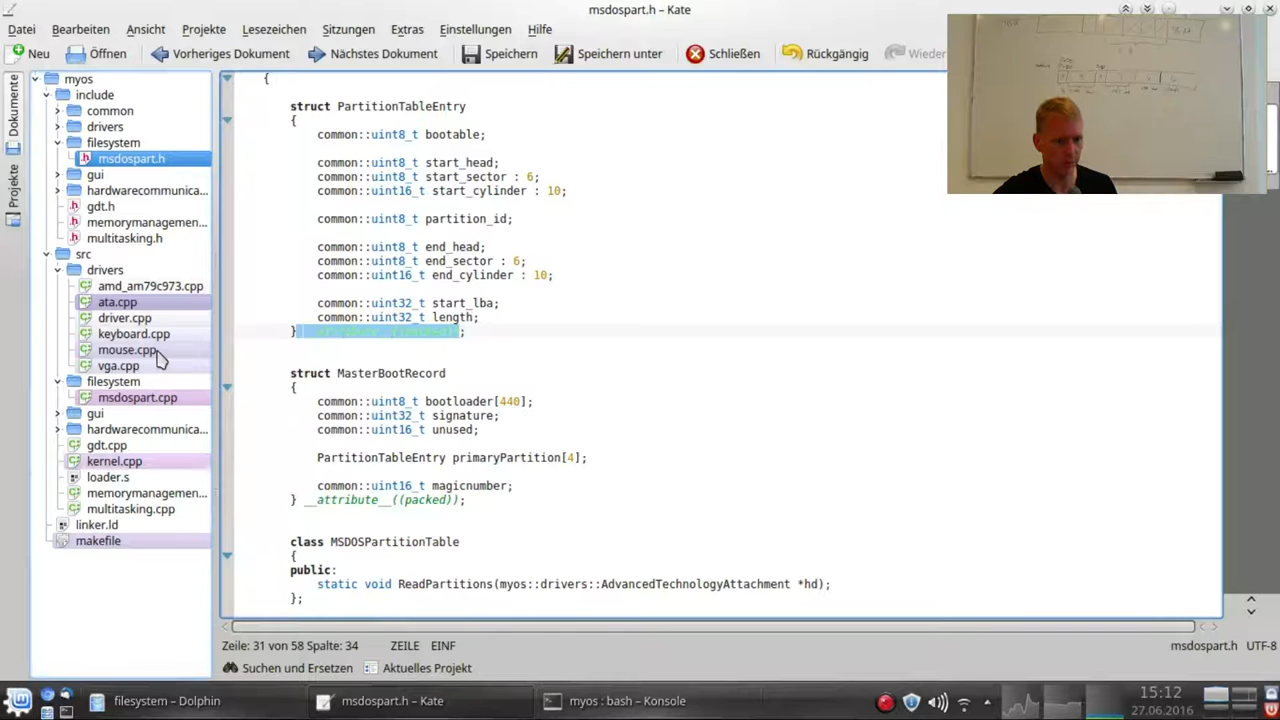 msdospart.h – Kate
Datei Bearbeiten Ansicht Projekte Lesezeichen Sitzungen Extras Einstellungen Hilfe
Neu Öffnen Vorheriges Dokument Nächstes Dokument Speichern Speichern unter Schließen Rückgängig Wieder
Dokumente
Projekte
myos
include
common
drivers
filesystem
msdospart.h
gui
hardwarecommunica...
gdt.h
memorymanagemen...
multitasking.h
src
drivers
amd_am79c973.cpp
ata.cpp
driver.cpp
keyboard.cpp
mouse.cpp
vga.cpp
filesystem
msdospart.cpp
gui
hardwarecommunica...
gdt.cpp
kernel.cpp
loader.s
memorymanagemen...
multitasking.cpp
linker.ld
makefile
{
struct PartitionTableEntry
{
common::uint8_t bootable;
common::uint8_t start_head;
common::uint8_t start_sector : 6;
common::uint16_t start_cylinder : 10;
common::uint8_t partition_id;
common::uint8_t end_head;
common::uint8_t end_sector : 6;
common::uint16_t end_cylinder : 10;
common::uint32_t start_lba;
common::uint32_t length;
} __attribute__((packed));
struct MasterBootRecord
{
common::uint8_t bootloader[440];
common::uint32_t signature;
common::uint16_t unused;
PartitionTableEntry primaryPartition[4];
common::uint16_t magicnumber;
} __attribute__((packed));
class MSDOSPartitionTable
{
public:
static void ReadPartitions(myos::drivers::AdvancedTechnologyAttachment *hd);
};
Zeile: 31 von 58 Spalte: 34 ZEILE EINF msdospart.h UTF-8
Suchen und Ersetzen Aktuelles Projekt
filesystem – Dolphin msdospart.h – Kate myos : bash – Konsole 15:12
27.06.2016